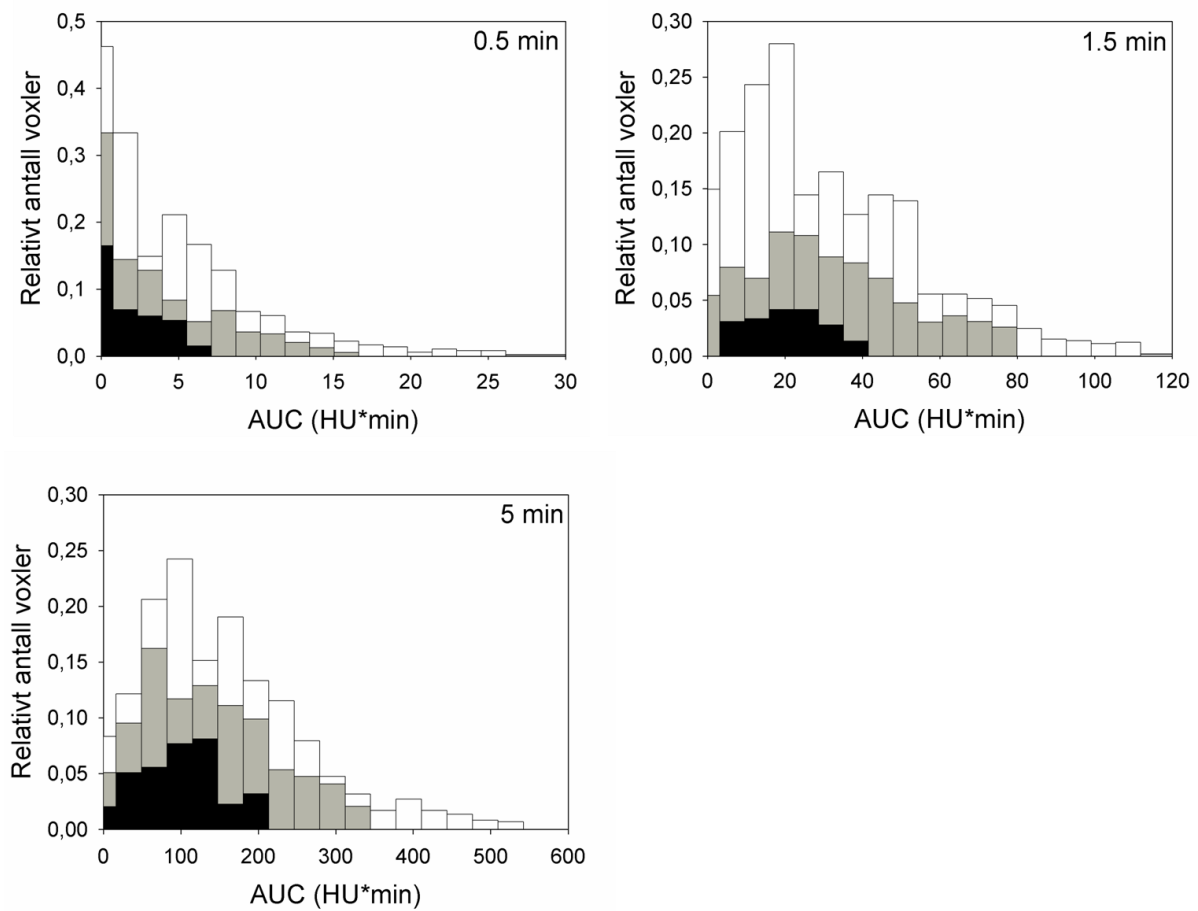 0.5 min
Relativt antall voxler
0,5
0,4
0,3
0,2
0,1
0,0
0 5 10 15 20 25 30
AUC (HU*min)
1.5 min
Relativt antall voxler
0,30
0,25
0,20
0,15
0,10
0,05
0,00
0 20 40 60 80 100 120
AUC (HU*min)
5 min
Relativt antall voxler
0,30
0,25
0,20
0,15
0,10
0,05
0,00
0 100 200 300 400 500 600
AUC (HU*min)